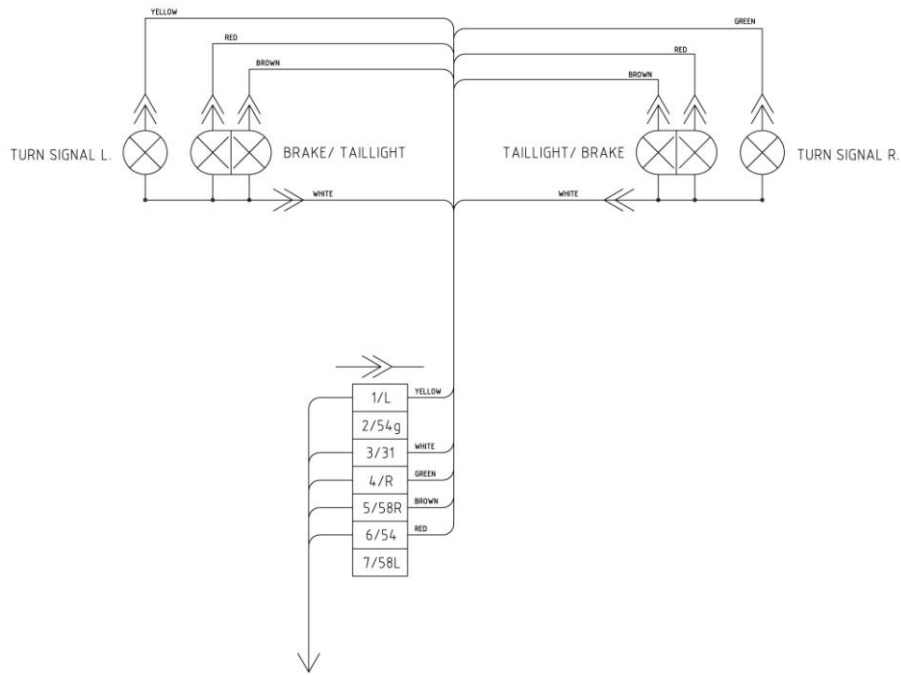 YELLOW
GREEN
RED
RED
BROWN
BROWN
TURN SIGNAL L.
BRAKE/ TAILLIGHT
TAILLIGHT/ BRAKE
TURN SIGNAL R.
WHITE
WHITE
1/L
YELLOW
2/54g
3/31
WHITE
4/R
GREEN
5/58R
BROWN
6/54
RED
7/58L